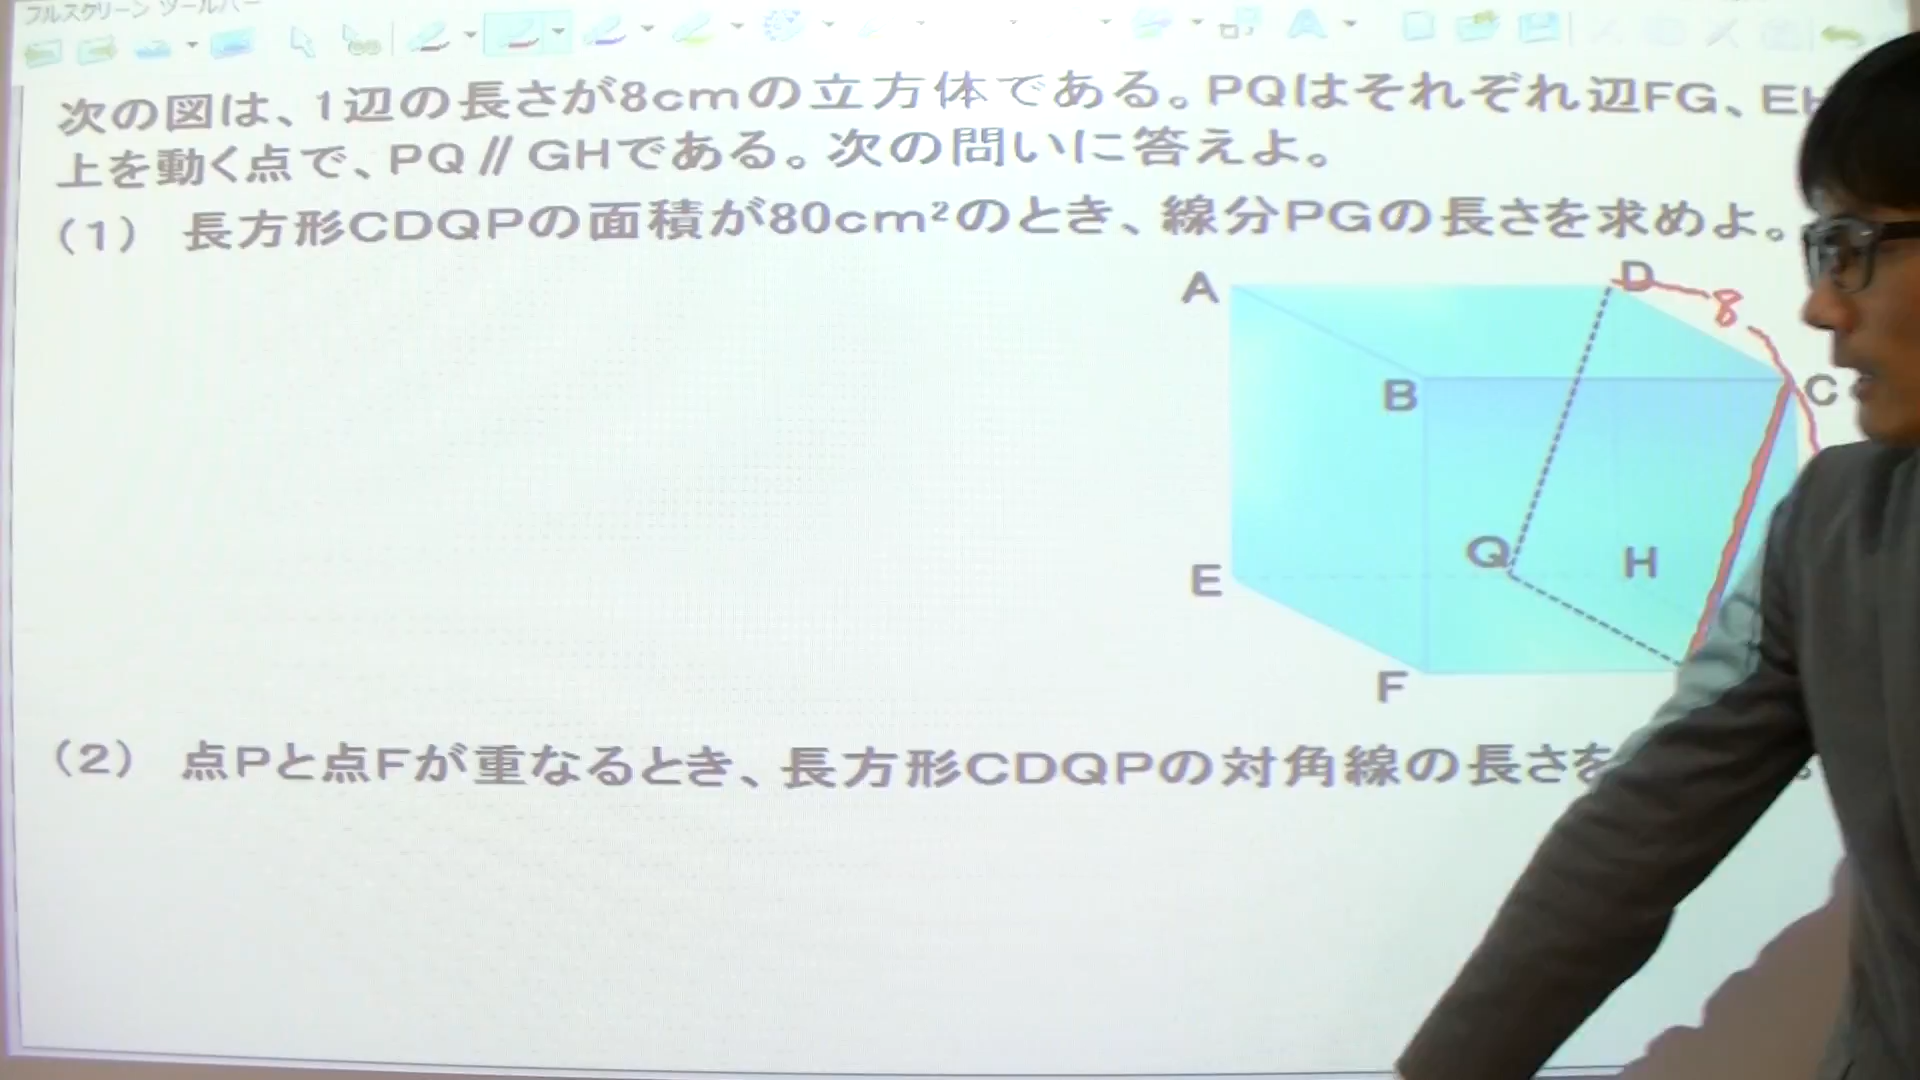 フルスクリーン ツールバー
次の図は、1辺の長さが8cmの立方体である。PQはそれぞれ辺FG、EH
上を動く点で、PQ∥GHである。次の問いに答えよ。
(1) 長方形CDQPの面積が80cm²のとき、線分PGの長さを求めよ。
D
8
A
B
C
Q
H
E
F
(2) 点Pと点Fが重なるとき、長方形CDQPの対角線の長さを